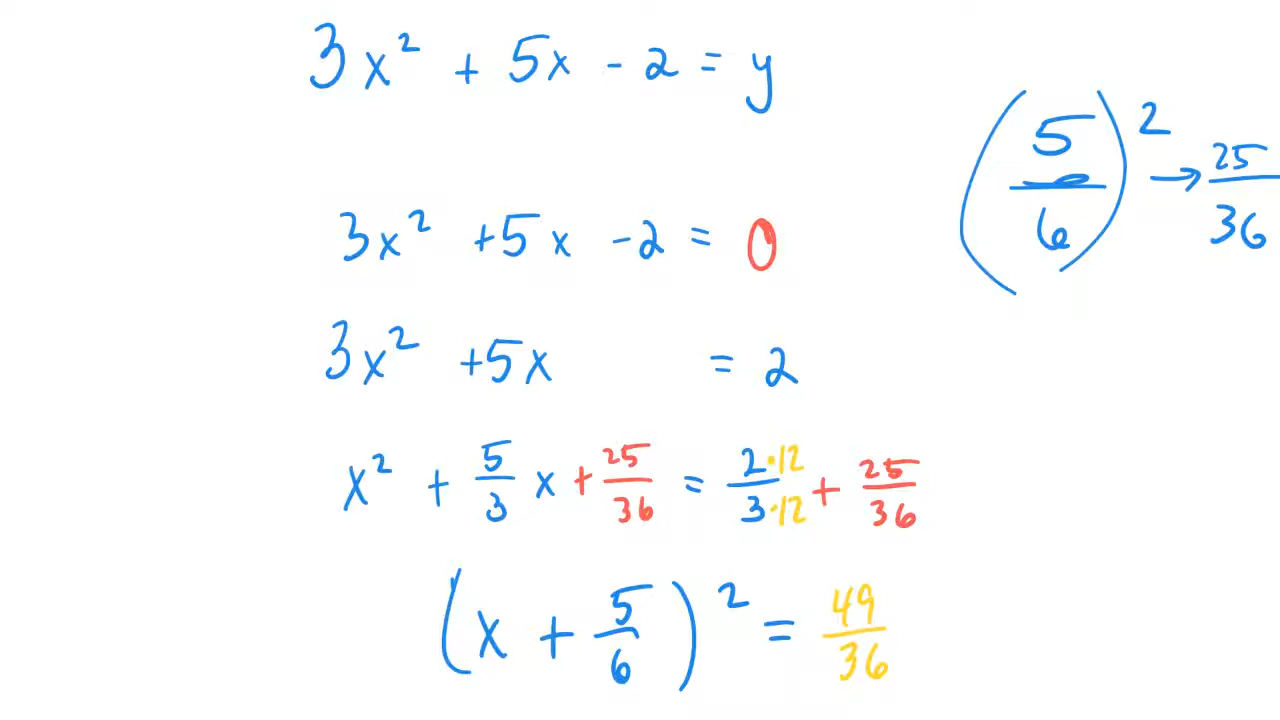 3x² + 5x - 2 = y
(5/6)² → 25/36
3x² + 5x - 2 = 0
3x² + 5x = 2
x² + 5/3 x + 25/36 = 2·12/3·12 + 25/36
(x + 5/6)² = 49/36